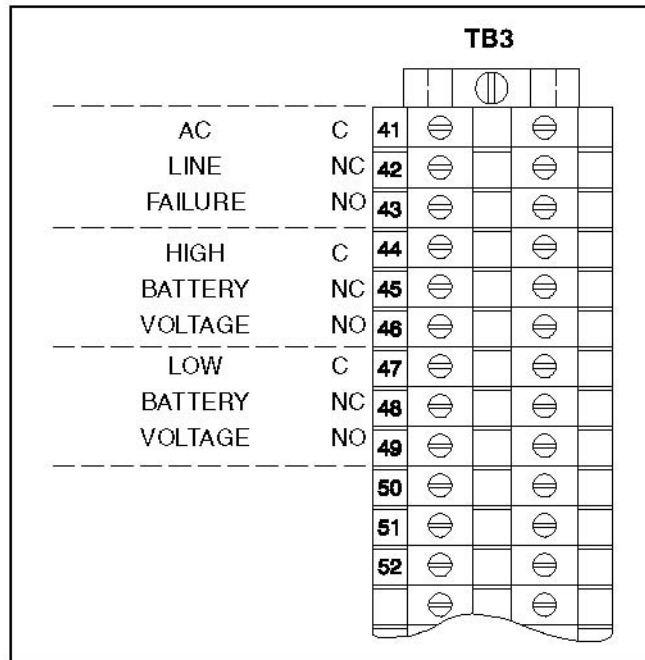 TB3
AC C 41
LINE NC 42
FAILURE NO 43
HIGH C 44
BATTERY NC 45
VOLTAGE NO 46
LOW C 47
BATTERY NC 48
VOLTAGE NO 49
50
51
52